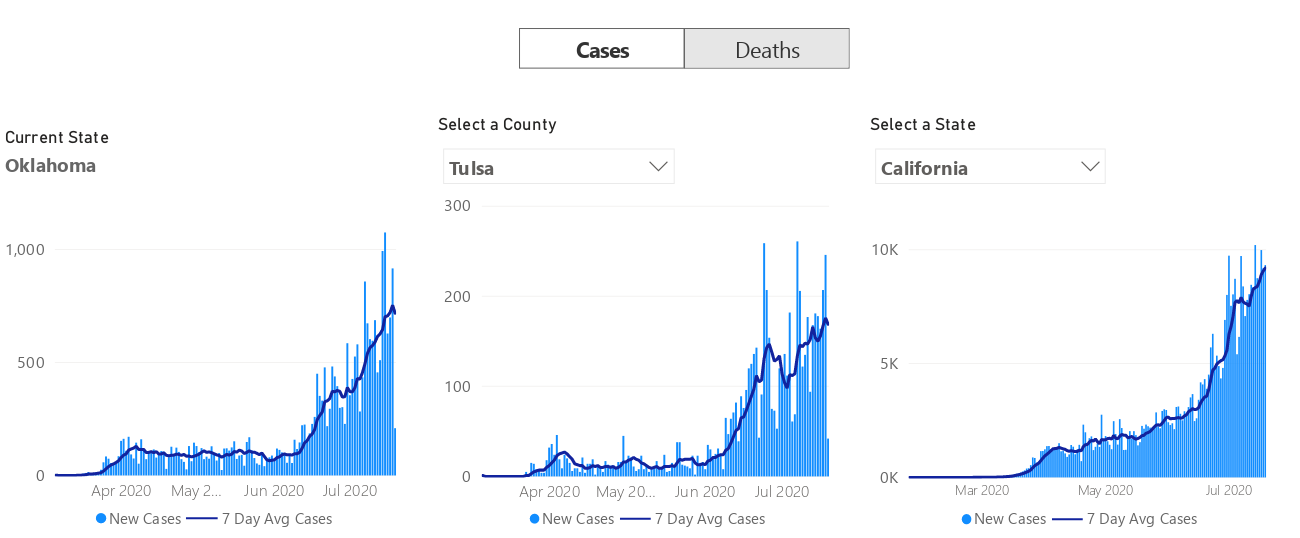 Cases Deaths
Current State
Oklahoma
1,000
500
0
Apr 2020 May 2... Jun 2020 Jul 2020
New Cases 7 Day Avg Cases
Select a County
Tulsa
300
200
100
0
Apr 2020 May 20... Jun 2020 Jul 2020
New Cases 7 Day Avg Cases
Select a State
California
10K
5K
0K
Mar 2020 May 2020 Jul 2020
New Cases 7 Day Avg Cases